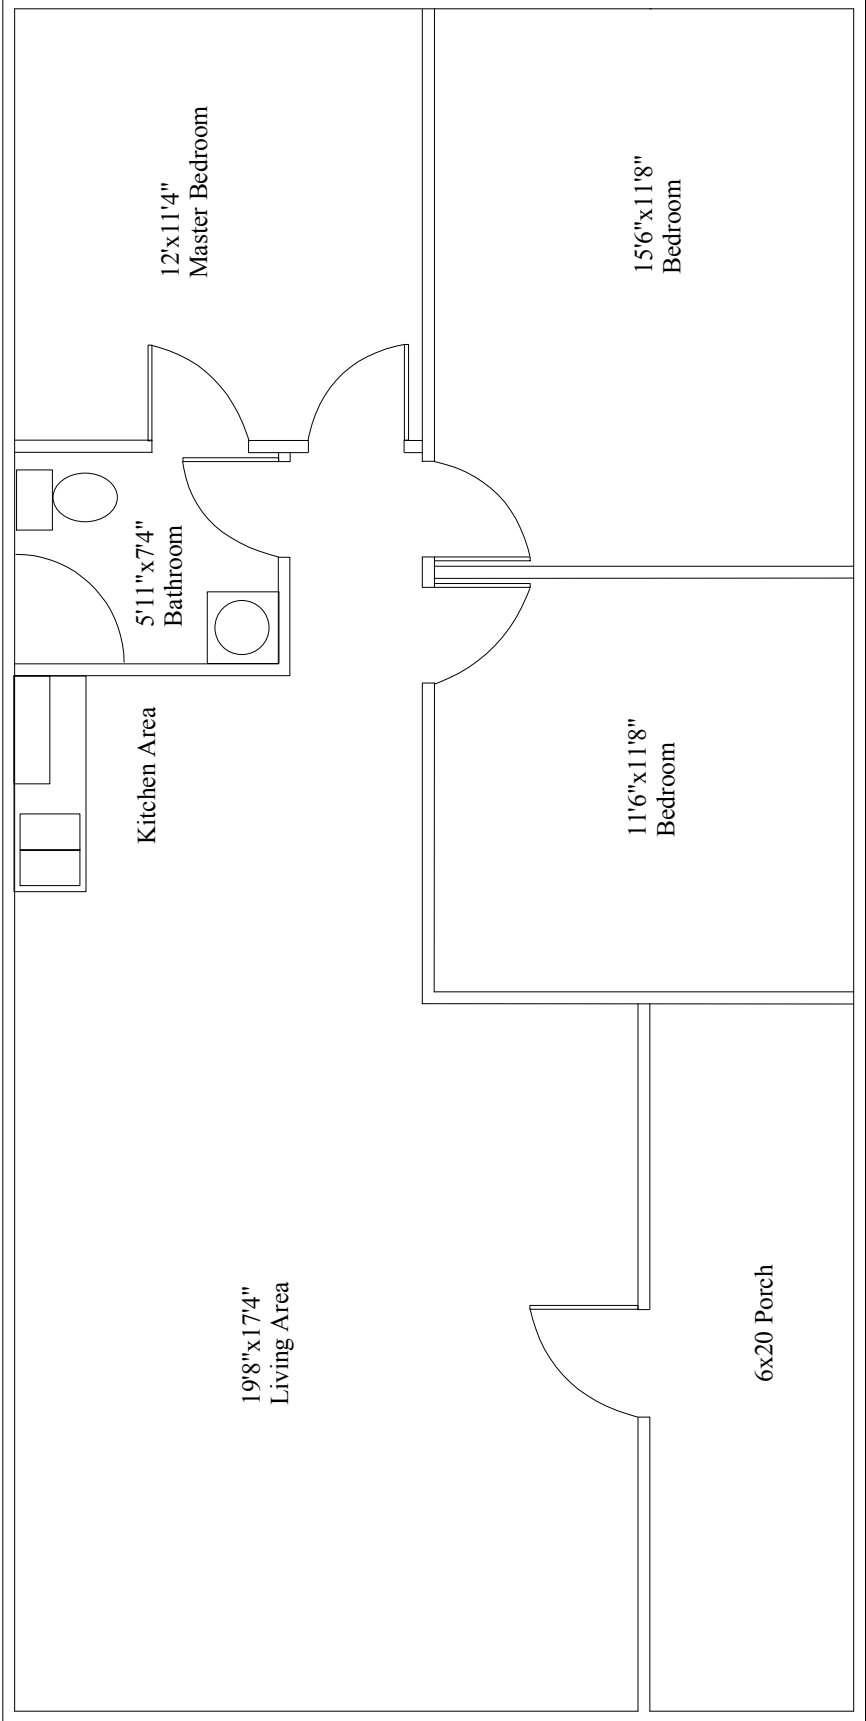 12'x11'4"
Master Bedroom
15'6"x11'8"
Bedroom
5'11"x7'4"
Bathroom
Kitchen Area
11'6"x11'8"
Bedroom
19'8"x17'4"
Living Area
6x20 Porch